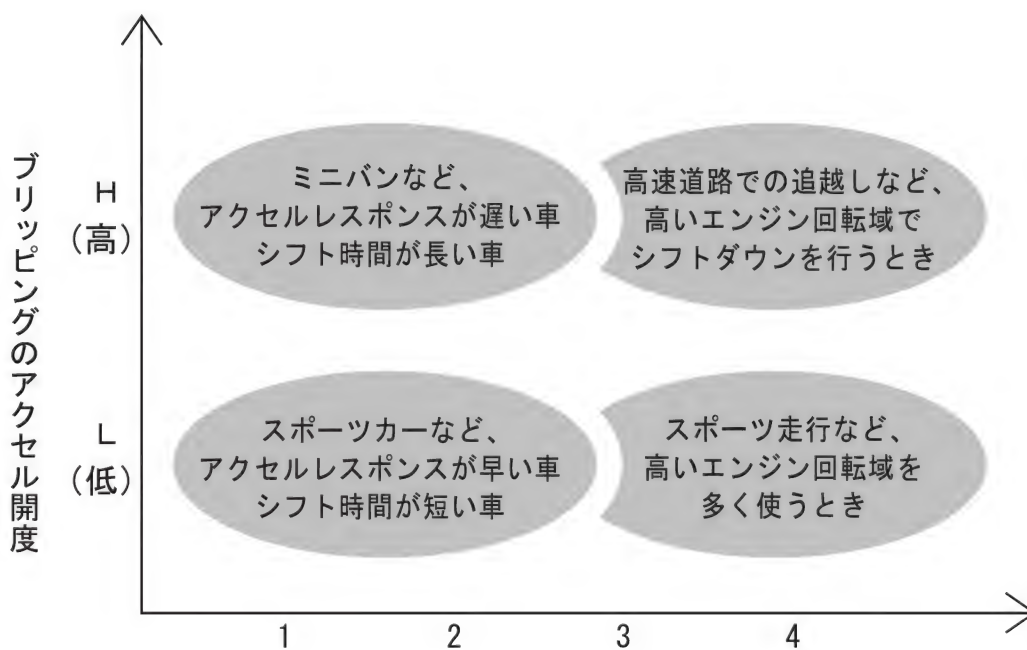 ブリッピングのアクセル開度
H
(高)
ミニバンなど、
アクセルレスポンスが遅い車
シフト時間が長い車
高速道路での追越しなど、
高いエンジン回転域で
シフトダウンを行うとき
L
(低)
スポーツカーなど、
アクセルレスポンスが早い車
シフト時間が短い車
スポーツ走行など、
高いエンジン回転域を
多く使うとき
1 2 3 4